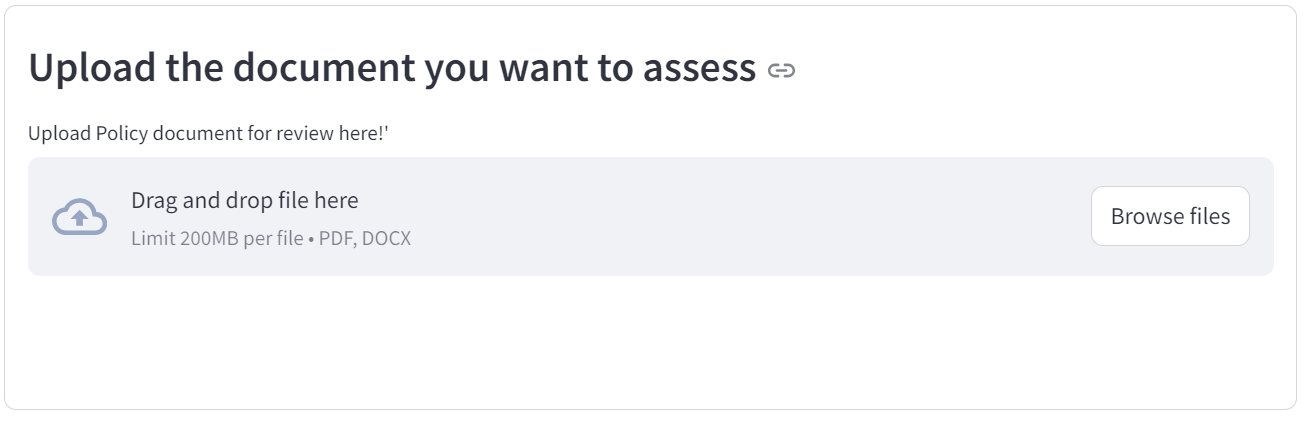 Upload the document you want to assess
Upload Policy document for review here!'
Drag and drop file here
Limit 200MB per file • PDF, DOCX
Browse files